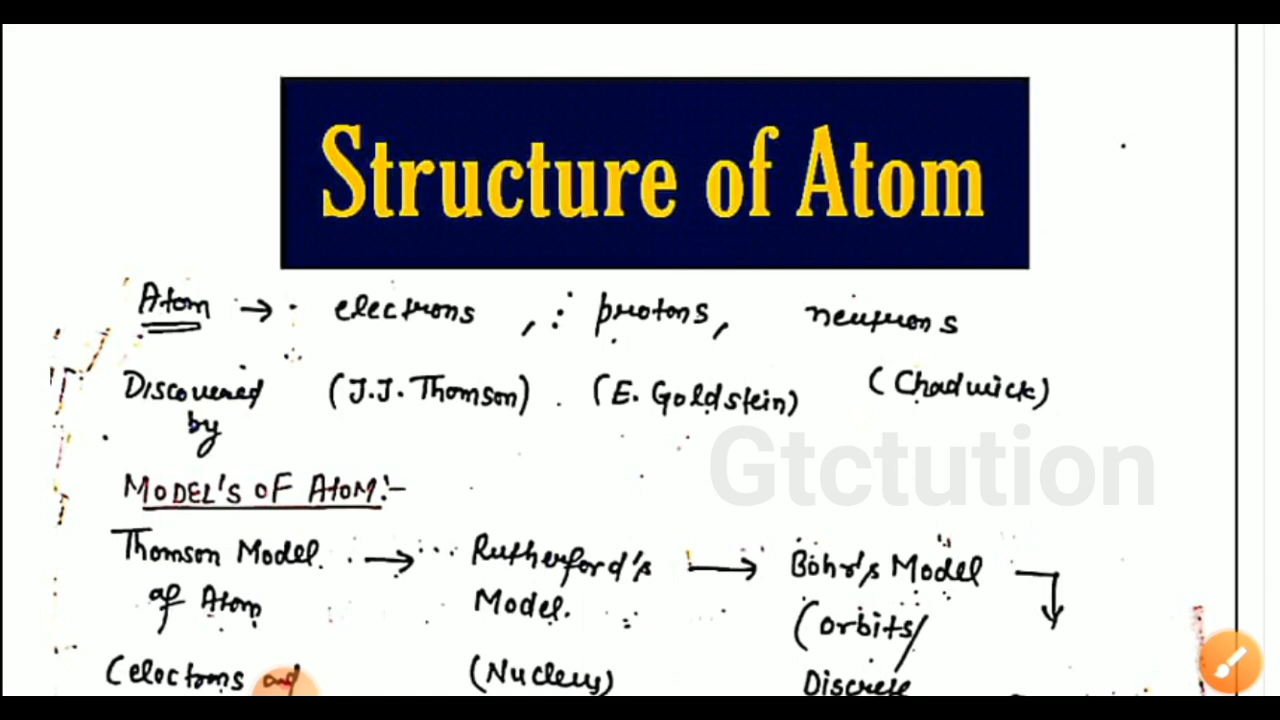 Structure of Atom
Atom → electrons, protons, neutrons
Discovered by (J.J. Thomson) (E. Goldstein) (Chadwick)
Gtctution
MODEL'S OF ATOM:-
Thomson Model of Atom → Rutherford's Model. → Bohr's Model
(orbits/
(electrons and (Nucleus) Discrete